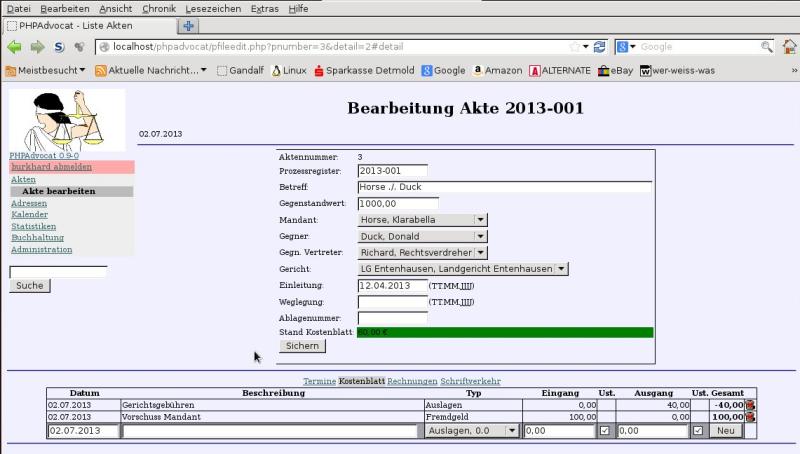 Datei Bearbeiten Ansicht Chronik Lesezeichen Extras Hilfe
PHPAdvocat - Liste Akten
localhost/phpadvocat/pfileedit.php?pnumber=3&detail=2#detail
Google
Meistbesucht Aktuelle Nachricht... Gandalf Linux Sparkasse Detmold Google Amazon ALTERNATE eBay wer-weiss-was »
Bearbeitung Akte 2013-001
02.07.2013
PHPAdvocat 0.9-0
burkhard abmelden
Akten
Akte bearbeiten
Adressen
Kalender
Statistiken
Buchhaltung
Administration
Suche
Aktennummer: 3
Prozessregister: 2013-001
Betreff: Horse ./. Duck
Gegenstandwert: 1000,00
Mandant: Horse, Klarabella
Gegner: Duck, Donald
Gegn. Vertreter: Richard, Rechtsverdreher
Gericht: LG Entenhausen, Landgericht Entenhausen
Einleitung: 12.04.2013 (TT.MM.JJJJ)
Weglegung: (TT.MM.JJJJ)
Ablagenummer:
Stand Kostenblatt: 60,00 €
Sichern
Termine Kostenblatt Rechnungen Schriftverkehr
Datum Beschreibung Typ Eingang Ust. Ausgang Ust. Gesamt
02.07.2013 Gerichtsgebühren Auslagen 0,00 40,00 -40,00
02.07.2013 Vorschuss Mandant Fremdgeld 100,00 0,00 100,00
02.07.2013 Auslagen, 0.0 0,00 0,00 Neu